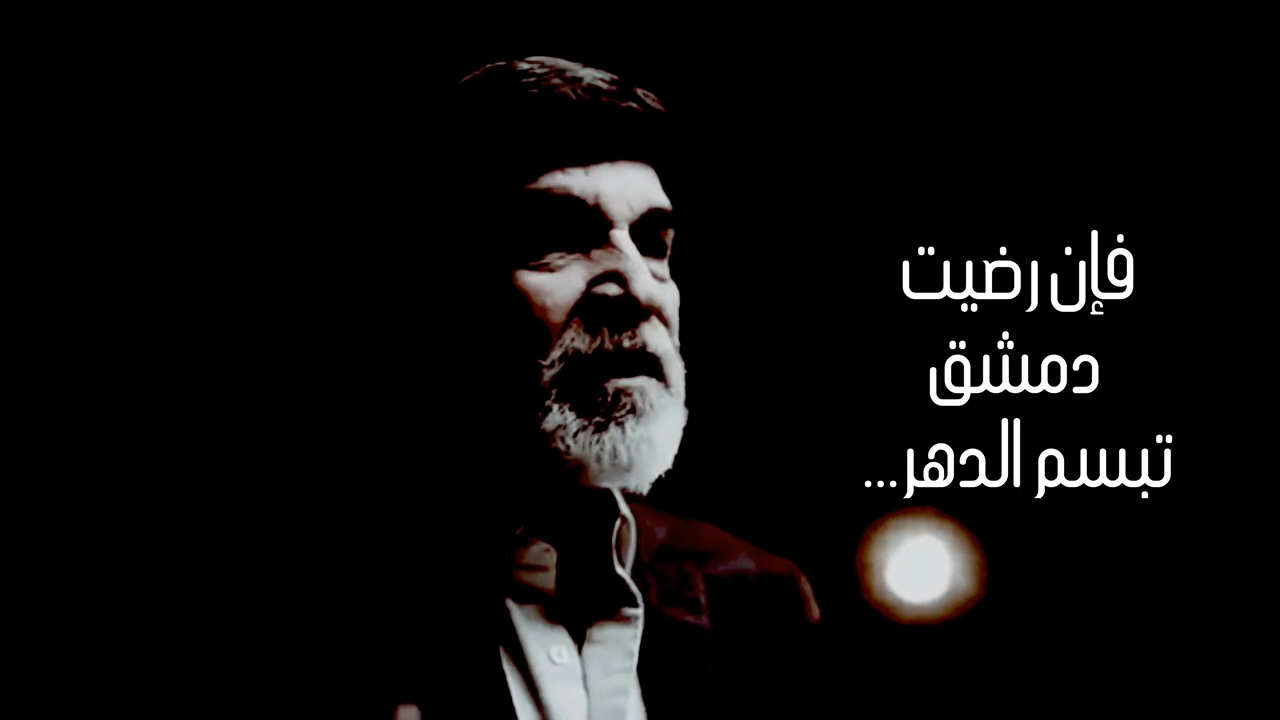 فإن رضيت
دمشق
تبسم الدهر...